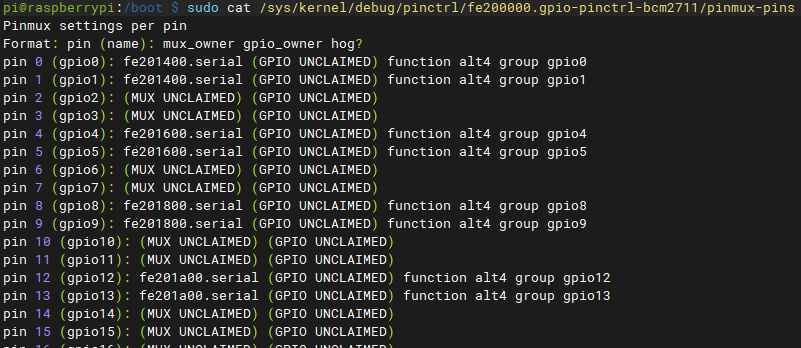 pi@raspberrypi:/boot $ sudo cat /sys/kernel/debug/pinctrl/fe200000.gpio-pinctrl-bcm2711/pinmux-pins
Pinmux settings per pin
Format: pin (name): mux_owner gpio_owner hog?
pin 0 (gpio0): fe201400.serial (GPIO UNCLAIMED) function alt4 group gpio0
pin 1 (gpio1): fe201400.serial (GPIO UNCLAIMED) function alt4 group gpio1
pin 2 (gpio2): (MUX UNCLAIMED) (GPIO UNCLAIMED)
pin 3 (gpio3): (MUX UNCLAIMED) (GPIO UNCLAIMED)
pin 4 (gpio4): fe201600.serial (GPIO UNCLAIMED) function alt4 group gpio4
pin 5 (gpio5): fe201600.serial (GPIO UNCLAIMED) function alt4 group gpio5
pin 6 (gpio6): (MUX UNCLAIMED) (GPIO UNCLAIMED)
pin 7 (gpio7): (MUX UNCLAIMED) (GPIO UNCLAIMED)
pin 8 (gpio8): fe201800.serial (GPIO UNCLAIMED) function alt4 group gpio8
pin 9 (gpio9): fe201800.serial (GPIO UNCLAIMED) function alt4 group gpio9
pin 10 (gpio10): (MUX UNCLAIMED) (GPIO UNCLAIMED)
pin 11 (gpio11): (MUX UNCLAIMED) (GPIO UNCLAIMED)
pin 12 (gpio12): fe201a00.serial (GPIO UNCLAIMED) function alt4 group gpio12
pin 13 (gpio13): fe201a00.serial (GPIO UNCLAIMED) function alt4 group gpio13
pin 14 (gpio14): (MUX UNCLAIMED) (GPIO UNCLAIMED)
pin 15 (gpio15): (MUX UNCLAIMED) (GPIO UNCLAIMED)
pin 16 (gpio16): (MUX UNCLAIMED) (GPIO UNCLAIMED)